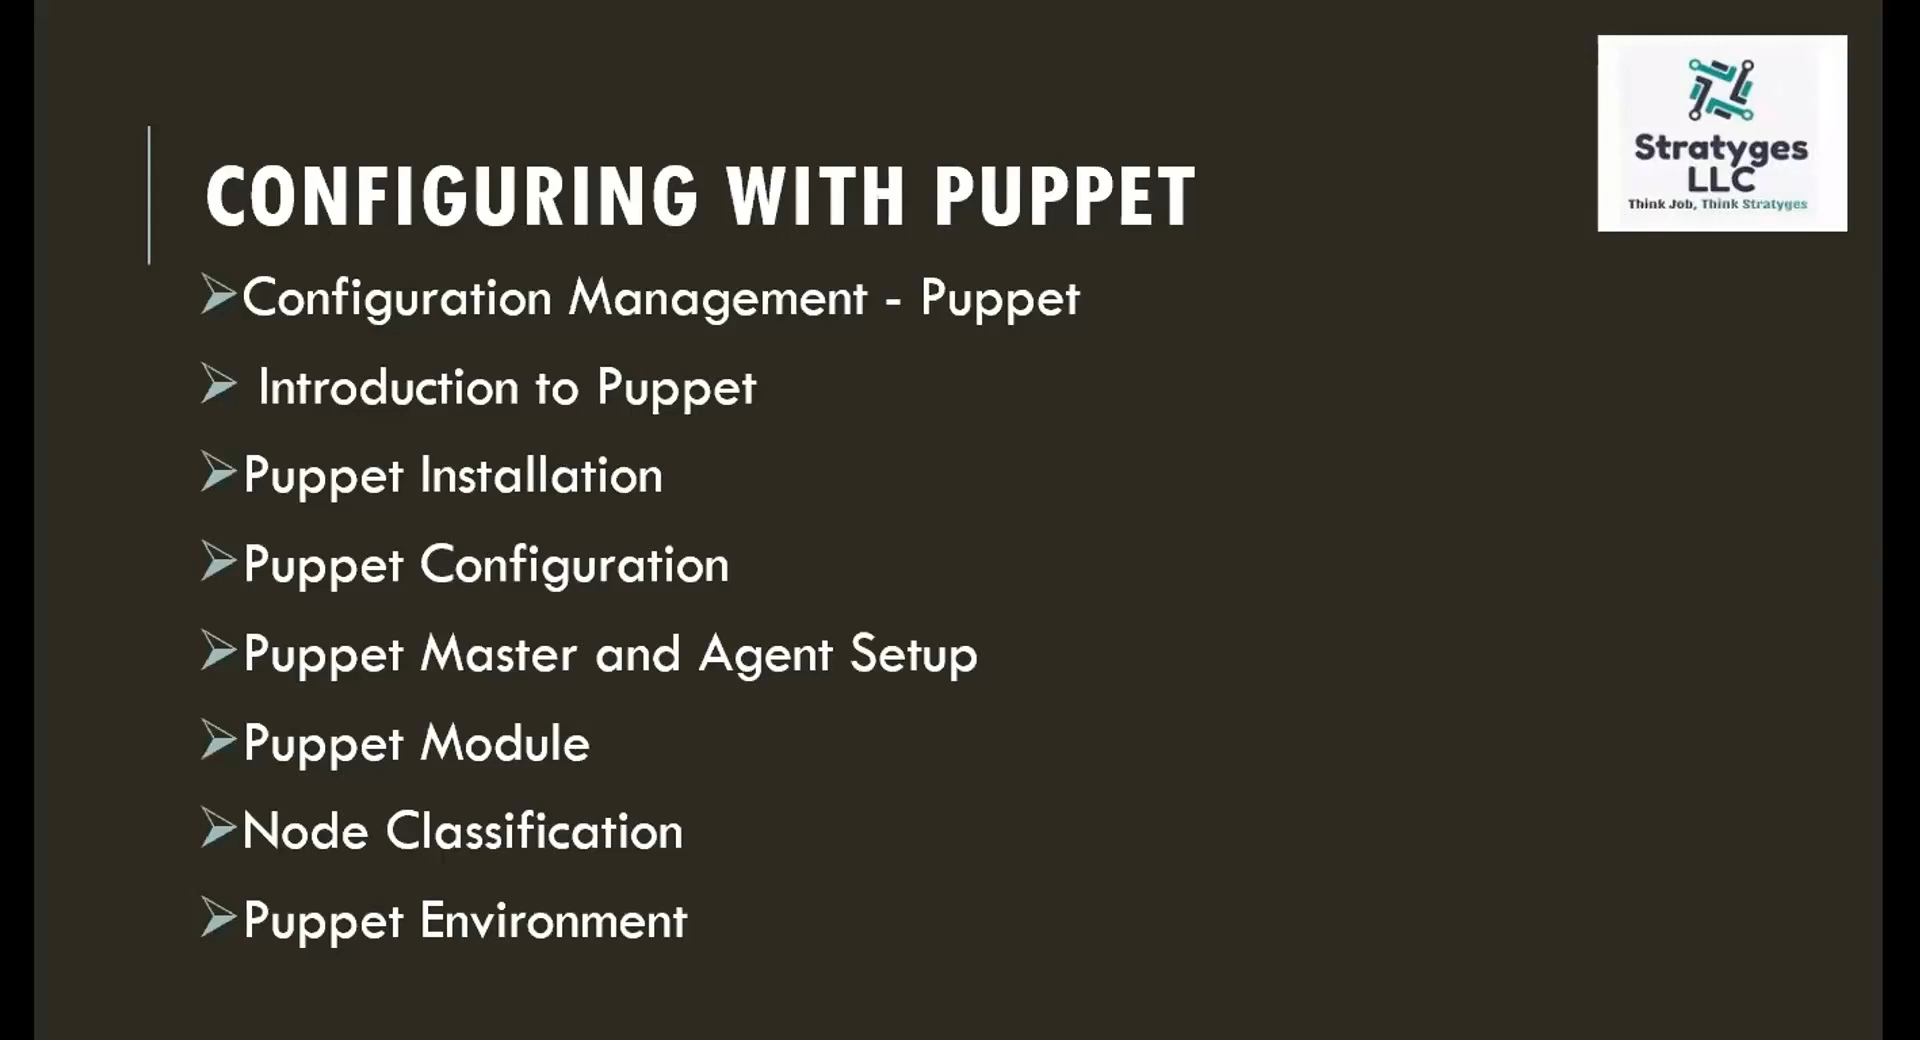 Stratyges
LLC
Think Job, Think Stratyges
CONFIGURING WITH PUPPET
Configuration Management - Puppet
Introduction to Puppet
Puppet Installation
Puppet Configuration
Puppet Master and Agent Setup
Puppet Module
Node Classification
Puppet Environment